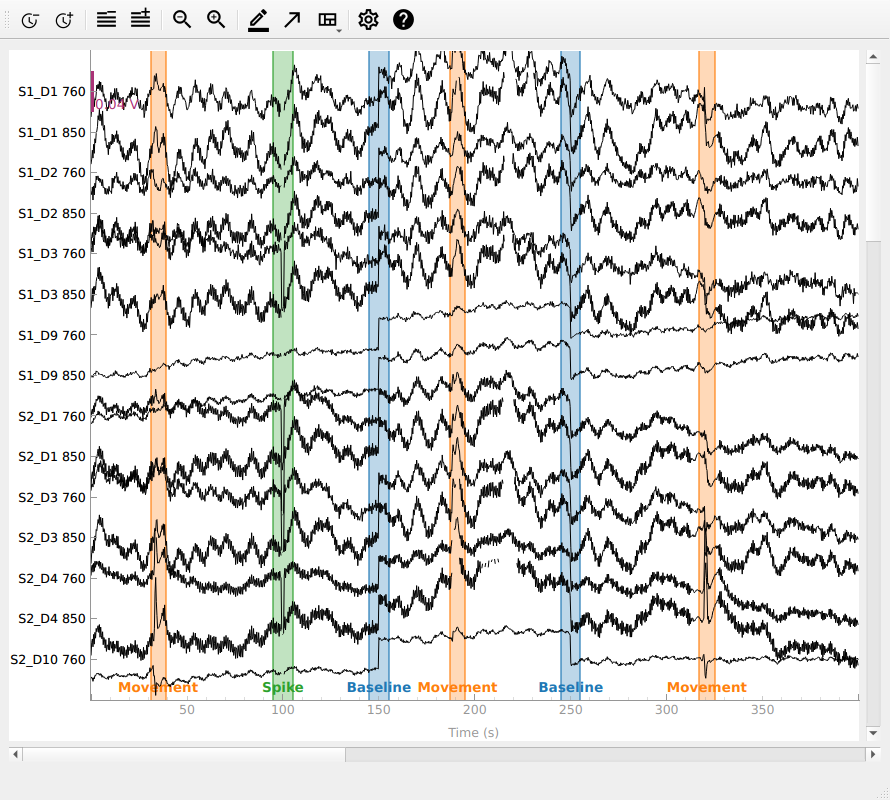 S1_D1 760
0.04 V
S1_D1 850
S1_D2 760
S1_D2 850
S1_D3 760
S1_D3 850
S1_D9 760
S1_D9 850
S2_D1 760
S2_D1 850
S2_D3 760
S2_D3 850
S2_D4 760
S2_D4 850
S2_D10 760
Movement Spike Baseline Movement Baseline Movement
50 100 150 200 250 300 350
Time (s)